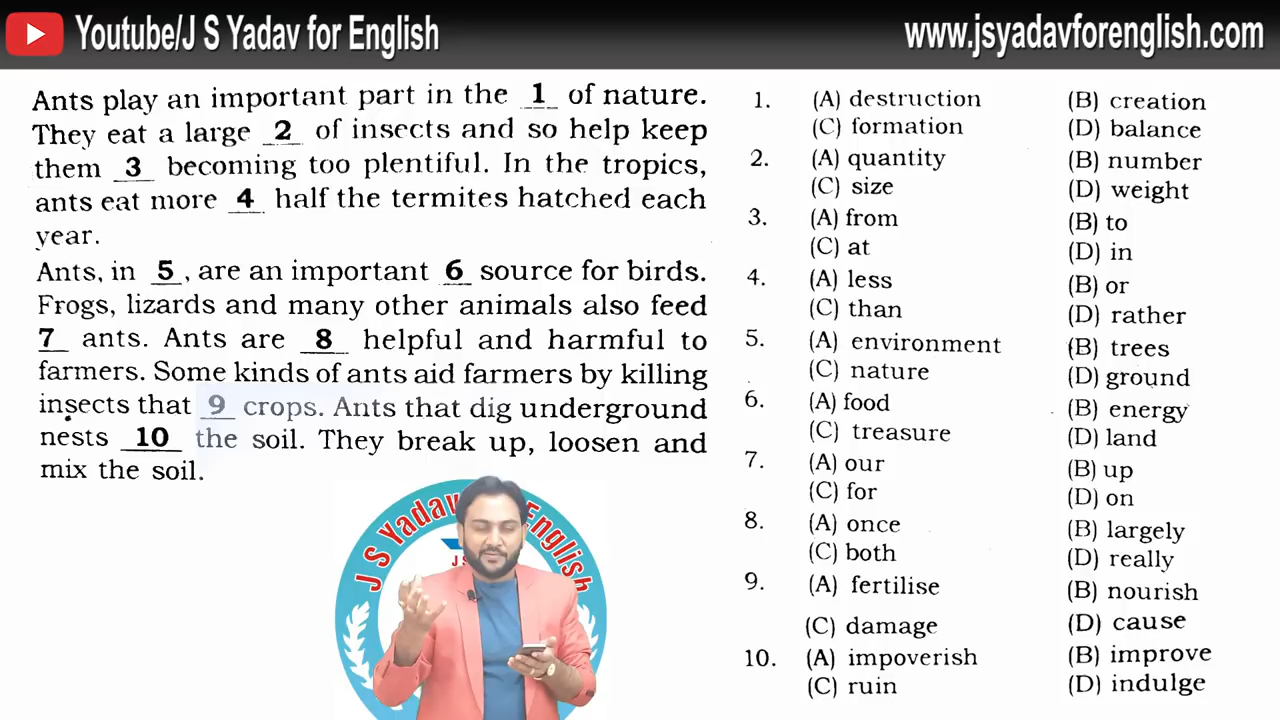 Youtube/J S Yadav for English
www.jsyadavforenglish.com
Ants play an important part in the 1 of nature.
They eat a large 2 of insects and so help keep
them 3 becoming too plentiful. In the tropics,
ants eat more 4 half the termites hatched each
year.
Ants, in 5, are an important 6 source for birds.
Frogs, lizards and many other animals also feed
7 ants. Ants are 8 helpful and harmful to
farmers. Some kinds of ants aid farmers by killing
insects that 9 crops. Ants that dig underground
nests 10 the soil. They break up, loosen and
mix the soil.
1. (A) destruction (B) creation
(C) formation (D) balance
2. (A) quantity (B) number
(C) size (D) weight
3. (A) from (B) to
(C) at (D) in
4. (A) less (B) or
(C) than (D) rather
5. (A) environment (B) trees
(C) nature (D) ground
6. (A) food (B) energy
(C) treasure (D) land
7. (A) our (B) up
(C) for (D) on
8. (A) once (B) largely
(C) both (D) really
9. (A) fertilise (B) nourish
(C) damage (D) cause
10. (A) impoverish (B) improve
(C) ruin (D) indulge
J S Yadav for English
J S